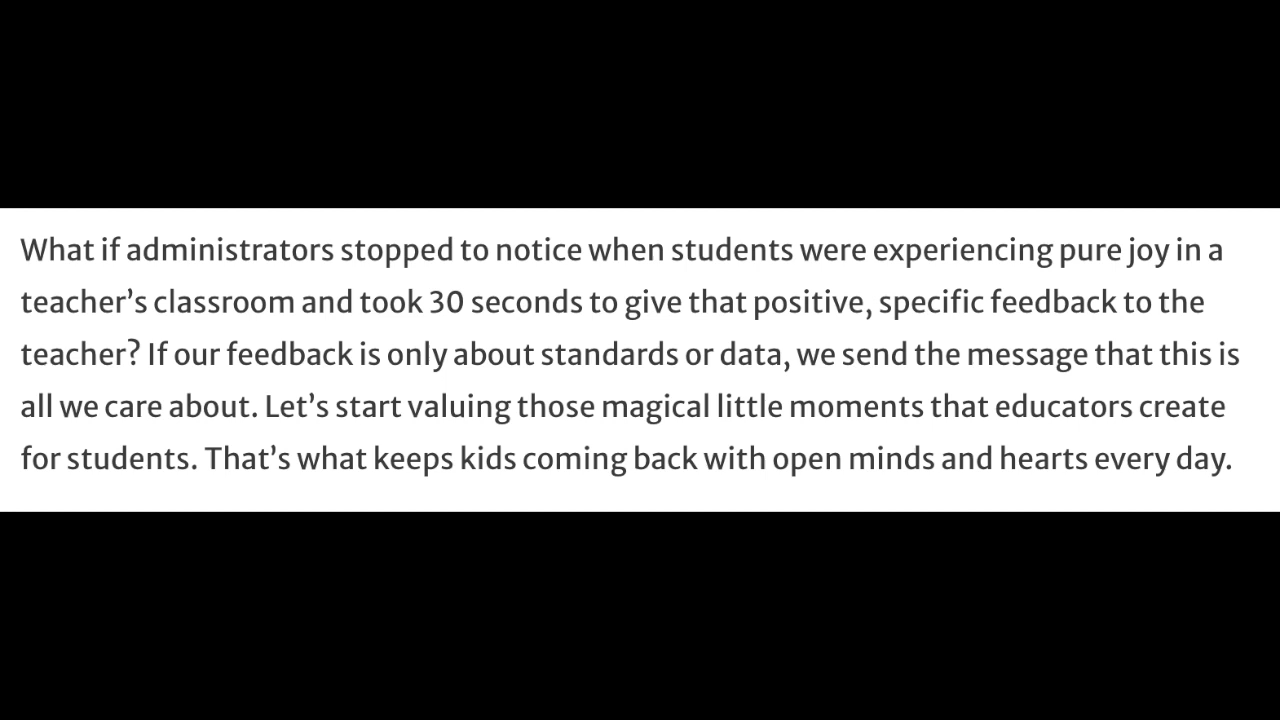 What if administrators stopped to notice when students were experiencing pure joy in a
teacher’s classroom and took 30 seconds to give that positive, specific feedback to the
teacher? If our feedback is only about standards or data, we send the message that this is
all we care about. Let’s start valuing those magical little moments that educators create
for students. That’s what keeps kids coming back with open minds and hearts every day.